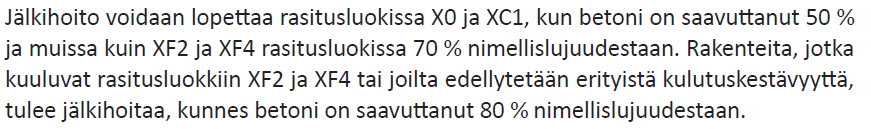 Jälkihoito voidaan lopettaa rasitusluokissa X0 ja XC1, kun betoni on saavuttanut 50 %
ja muissa kuin XF2 ja XF4 rasitusluokissa 70 % nimellislujuudestaan. Rakenteita, jotka
kuuluvat rasitusluokkiin XF2 ja XF4 tai joilta edellytetään erityistä kulutuskestävyyttä,
tulee jälkihoitaa, kunnes betoni on saavuttanut 80 % nimellislujuudestaan.